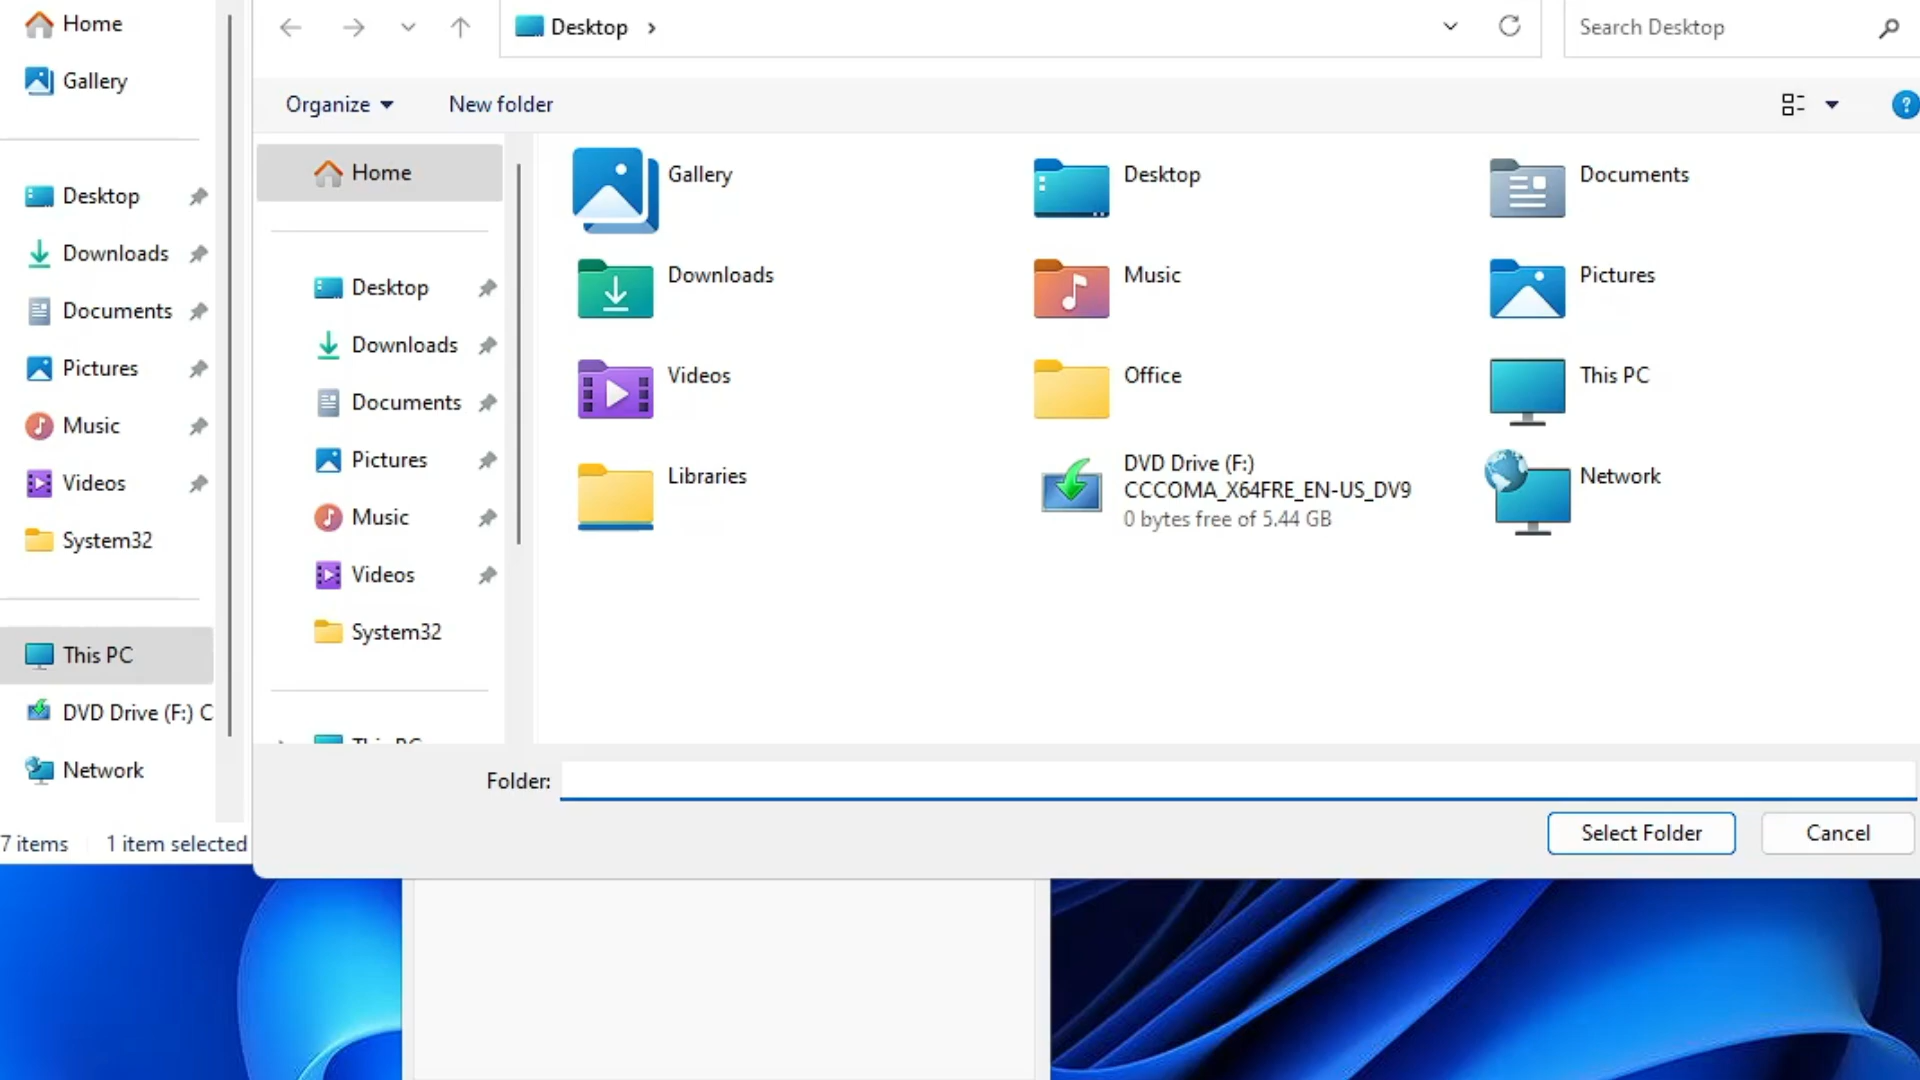 Home
Gallery
Desktop
Downloads
Documents
Pictures
Music
Videos
System32
This PC
DVD Drive (F:) C
Network
7 items
1 item selected
Desktop
Search Desktop
Organize
New folder
?
Home
Desktop
Downloads
Documents
Pictures
Music
Videos
System32
This PC
Gallery
Desktop
Documents
Downloads
Music
Pictures
Videos
Office
This PC
Libraries
DVD Drive (F:)
CCCOMA_X64FRE_EN-US_DV9
0 bytes free of 5.44 GB
Network
Folder:
Select Folder
Cancel